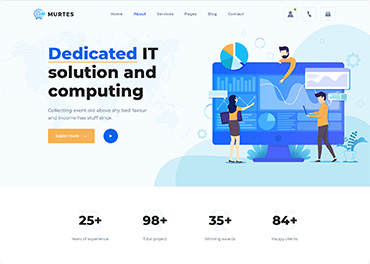 MURTES
Home About Services Pages Blog Contact
Dedicated IT
solution and
computing
Collecting event old above shy bed favour
and income has stuff since.
Learn more →
25+ 98+ 35+ 84+
Years of experience Total project Winning awards Happy clients